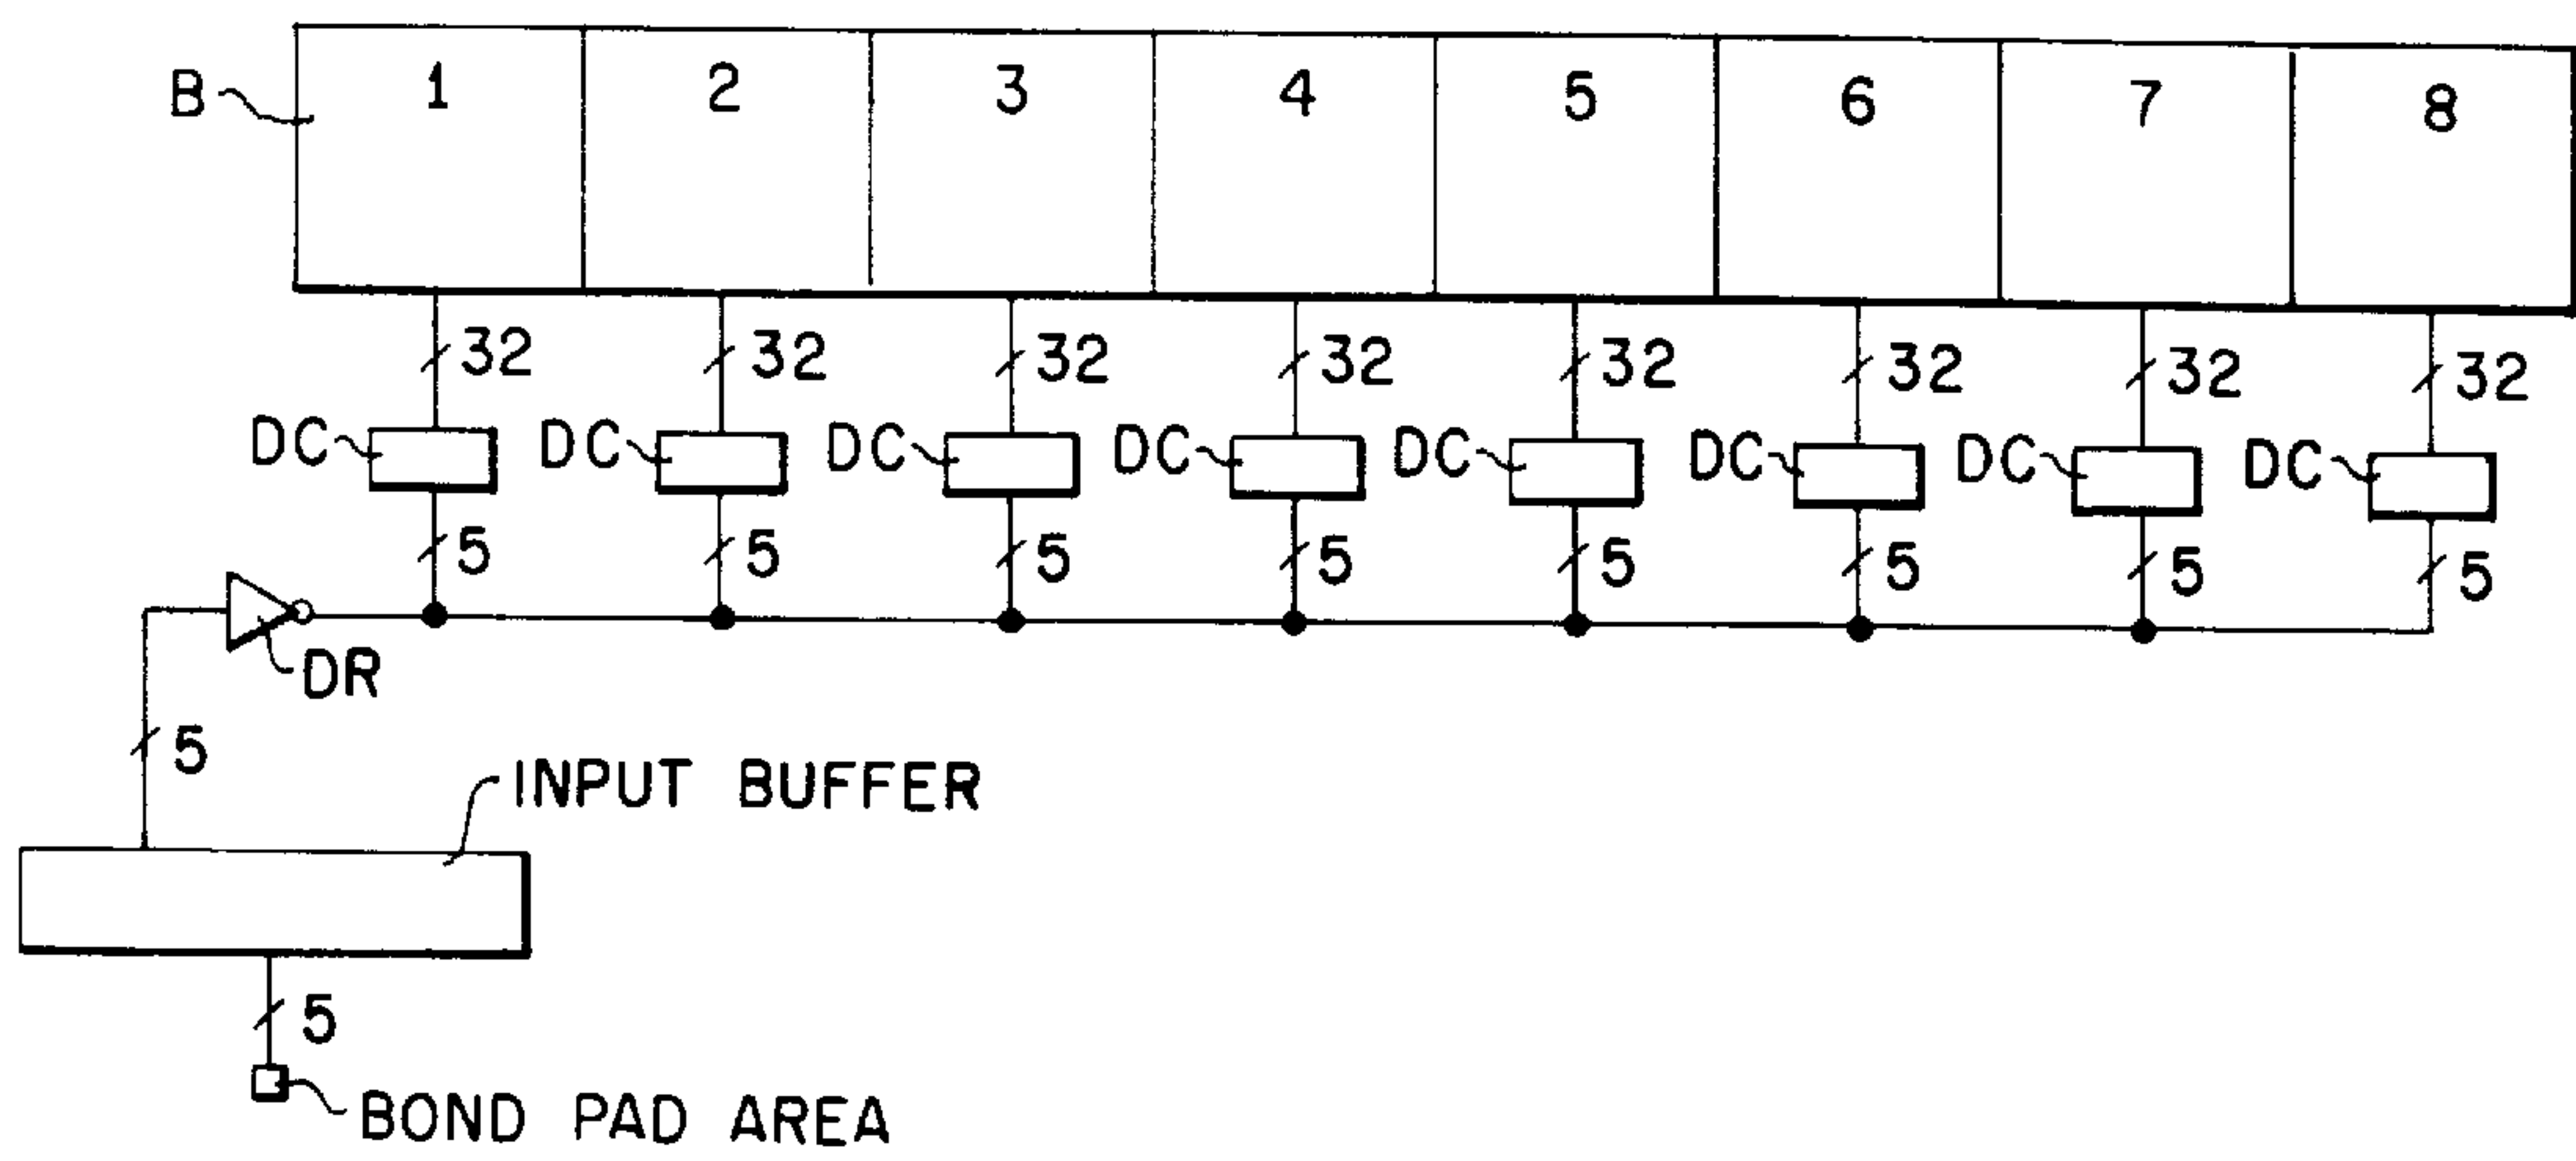 B 1 2 3 4 5 6 7 8
32 32 32 32 32 32 32 32
DC DC DC DC DC DC DC DC
5 5 5 5 5 5 5 5
DR
5
INPUT BUFFER
5
BOND PAD AREA